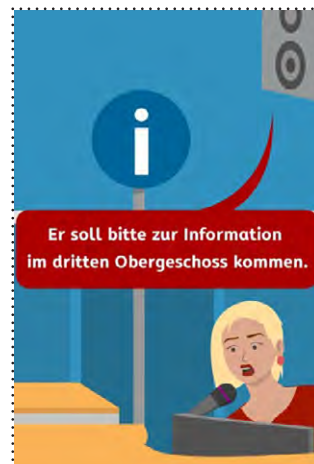 i
Er soll bitte zur Information
im dritten Obergeschoss kommen.